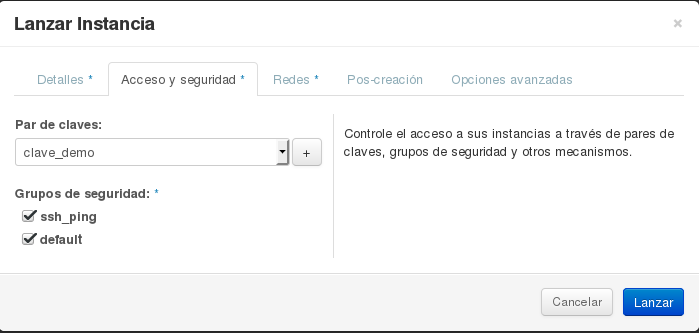 Lanzar Instancia
×
Detalles *
Acceso y seguridad *
Redes *
Pos-creación
Opciones avanzadas
Par de claves:
clave_demo
+
Grupos de seguridad: *
ssh_ping
default
Controle el acceso a sus instancias a través de pares de
claves, grupos de seguridad y otros mecanismos.
Cancelar
Lanzar